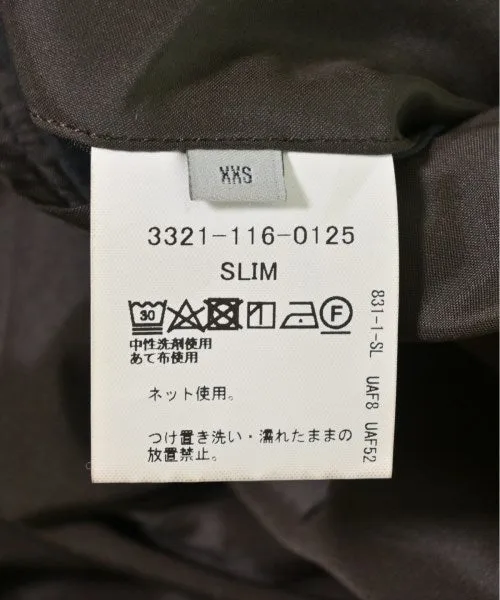 XXS
3321-116-0125
SLIM
30
F
中性洗剤使用
あて布使用
ネット使用。
つけ置き洗い・濡れたままの
放置禁止。
831-1-SL UAF8 UAF52